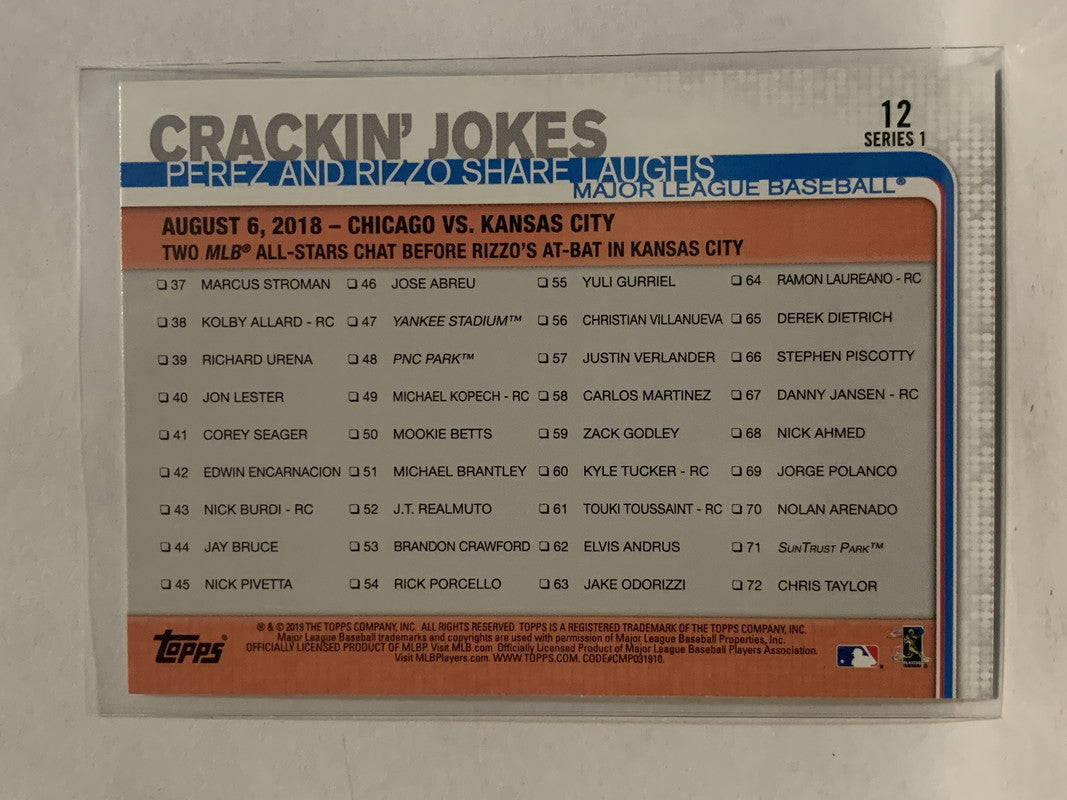 CRACKIN' JOKES
12
SERIES 1
PEREZ AND RIZZO SHARE LAUGHS
MAJOR LEAGUE BASEBALL®
AUGUST 6, 2018 – CHICAGO VS. KANSAS CITY
TWO MLB® ALL-STARS CHAT BEFORE RIZZO'S AT-BAT IN KANSAS CITY
❏ 37 MARCUS STROMAN
❏ 38 KOLBY ALLARD - RC
❏ 39 RICHARD URENA
❏ 40 JON LESTER
❏ 41 COREY SEAGER
❏ 42 EDWIN ENCARNACION
❏ 43 NICK BURDI - RC
❏ 44 JAY BRUCE
❏ 45 NICK PIVETTA
❏ 46 JOSE ABREU
❏ 47 YANKEE STADIUM™
❏ 48 PNC PARK™
❏ 49 MICHAEL KOPECH - RC
❏ 50 MOOKIE BETTS
❏ 51 MICHAEL BRANTLEY
❏ 52 J.T. REALMUTO
❏ 53 BRANDON CRAWFORD
❏ 54 RICK PORCELLO
❏ 55 YULI GURRIEL
❏ 56 CHRISTIAN VILLANUEVA
❏ 57 JUSTIN VERLANDER
❏ 58 CARLOS MARTINEZ
❏ 59 ZACK GODLEY
❏ 60 KYLE TUCKER - RC
❏ 61 TOUKI TOUSSAINT - RC
❏ 62 ELVIS ANDRUS
❏ 63 JAKE ODORIZZI
❏ 64 RAMON LAUREANO - RC
❏ 65 DEREK DIETRICH
❏ 66 STEPHEN PISCOTTY
❏ 67 DANNY JANSEN - RC
❏ 68 NICK AHMED
❏ 69 JORGE POLANCO
❏ 70 NOLAN ARENADO
❏ 71 SUNTRUST PARK™
❏ 72 CHRIS TAYLOR
TOPPS®
® & © 2019 THE TOPPS COMPANY, INC. ALL RIGHTS RESERVED. TOPPS IS A REGISTERED TRADEMARK OF THE TOPPS COMPANY, INC.
Major League Baseball trademarks and copyrights are used with permission of Major League Baseball Properties, Inc.
OFFICIALLY LICENSED PRODUCT OF MLBP. Visit MLB.com Officially Licensed Product of Major League Baseball Players Association.
Visit MLBPlayers.com. WWW.TOPPS.COM. CODE#CMP031910.